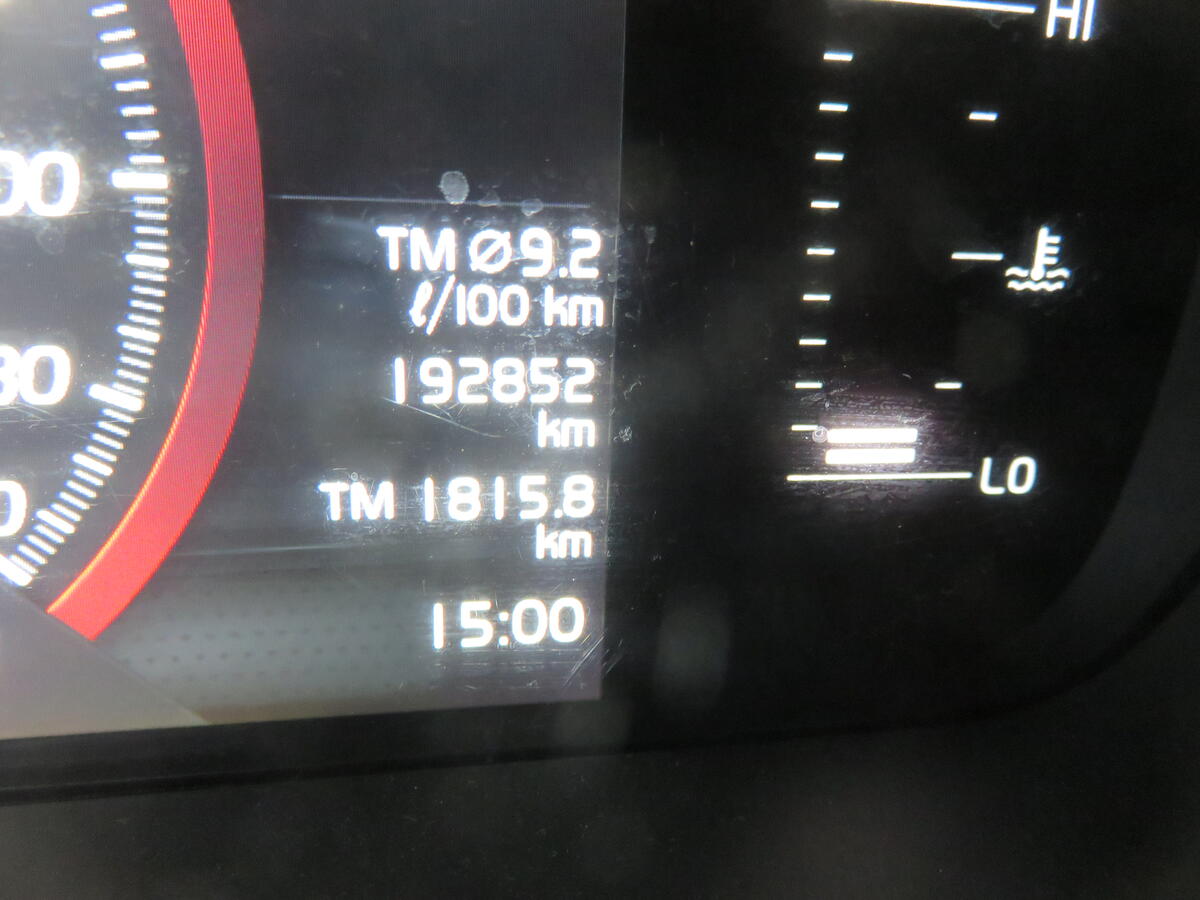 HI
TM Ø9.2
ℓ/100 km
192852
km
TM 1815.8
km
15:00
LO